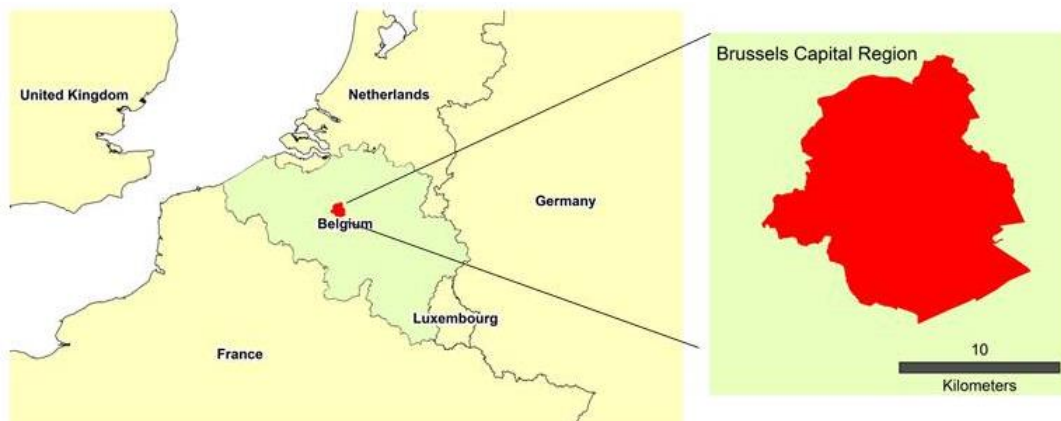 United Kingdom
Netherlands
Germany
Belgium
Luxembourg
France
Brussels Capital Region
10
Kilometers